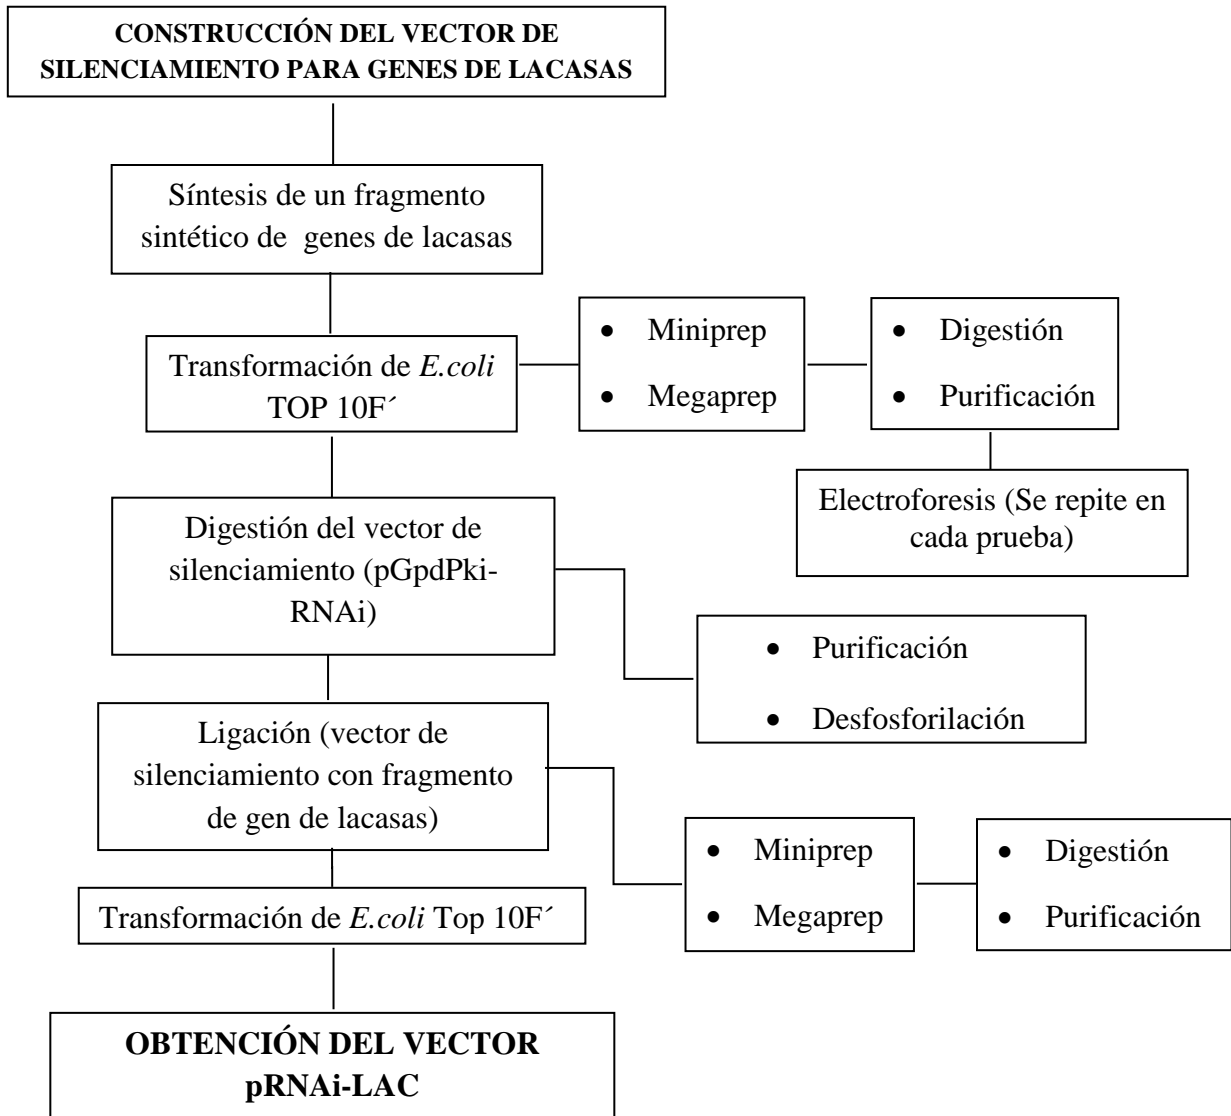 CONSTRUCCIÓN DEL VECTOR DE
SILENCIAMIENTO PARA GENES DE LACASAS
Síntesis de un fragmento
sintético de genes de lacasas
Transformación de E.coli
TOP 10F´
• Miniprep
• Megaprep
• Digestión
• Purificación
Electroforesis (Se repite en
cada prueba)
Digestión del vector de
silenciamiento (pGpdPki-
RNAi)
• Purificación
• Desfosforilación
Ligación (vector de
silenciamiento con fragmento
de gen de lacasas)
• Miniprep
• Megaprep
• Digestión
• Purificación
Transformación de E.coli Top 10F´
OBTENCIÓN DEL VECTOR
pRNAi-LAC